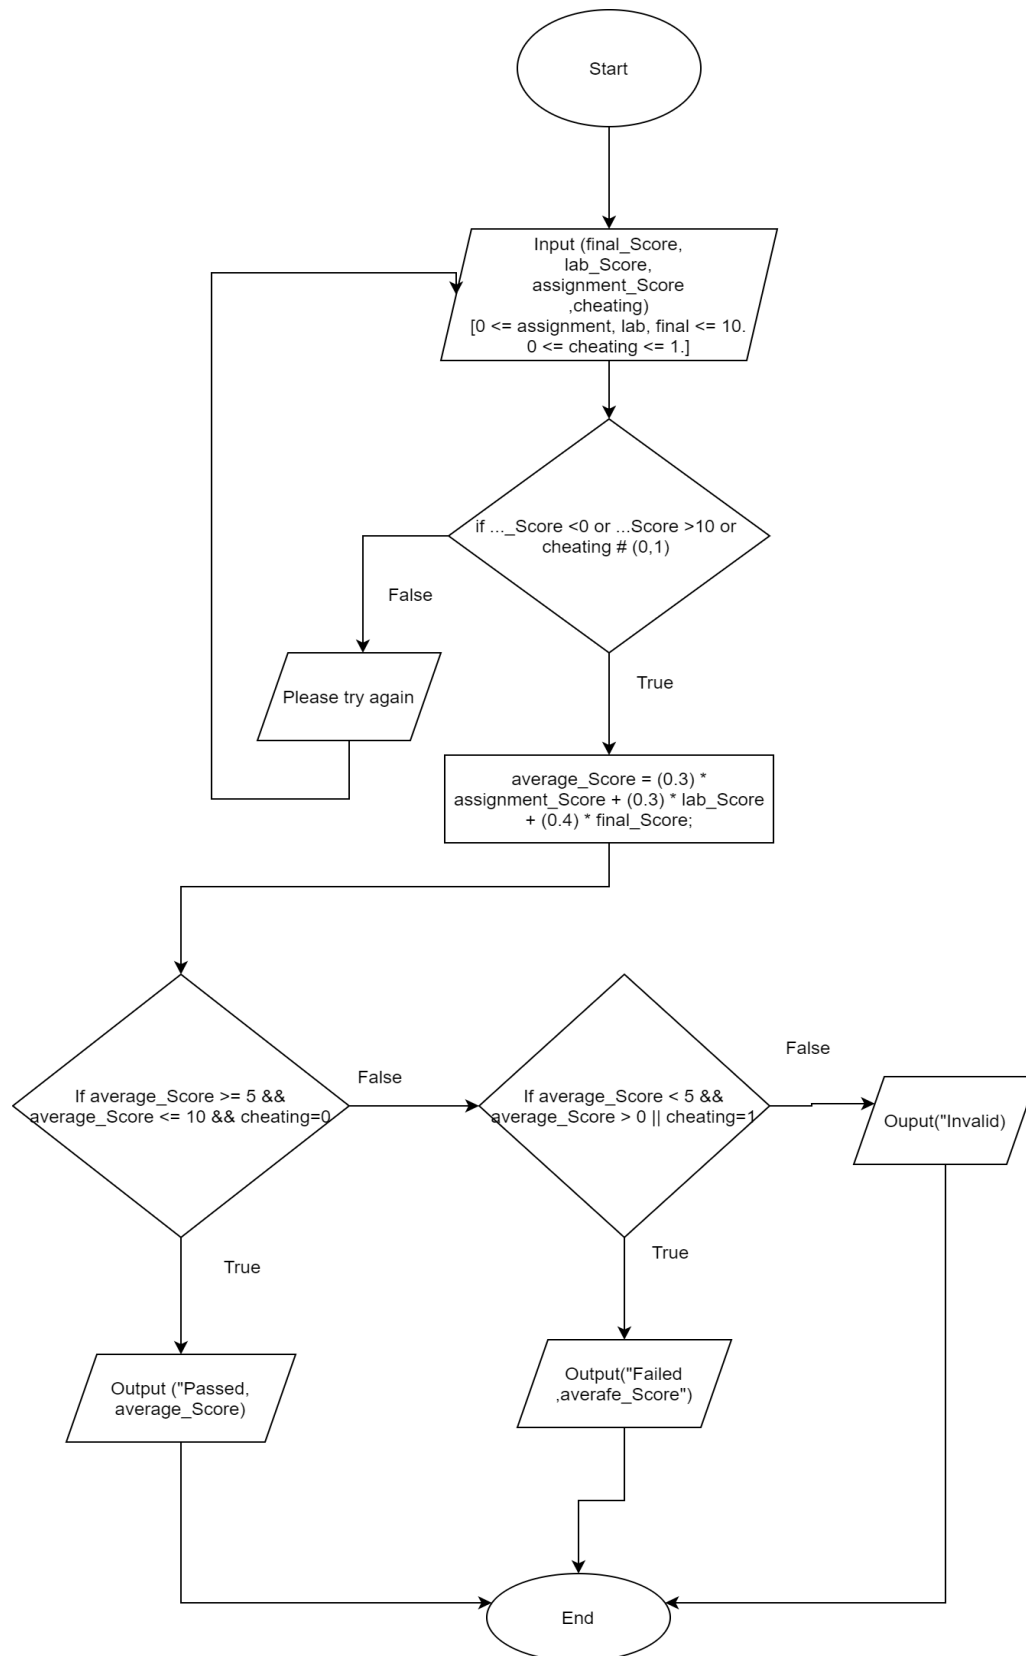 Start
Input (final_Score,
lab_Score,
assignment_Score
,cheating)
[0 <= assignment, lab, final <= 10.
0 <= cheating <= 1.]
if ..._Score <0 or ...Score >10 or
cheating # (0,1)
False
Please try again
True
average_Score = (0.3) *
assignment_Score + (0.3) * lab_Score
+ (0.4) * final_Score;
If average_Score >= 5 &&
average_Score <= 10 && cheating=0
False
If average_Score < 5 &&
average_Score > 0 || cheating=1
False
Ouput("Invalid)
True
True
Output ("Passed,
average_Score)
Output("Failed
,averafe_Score")
End